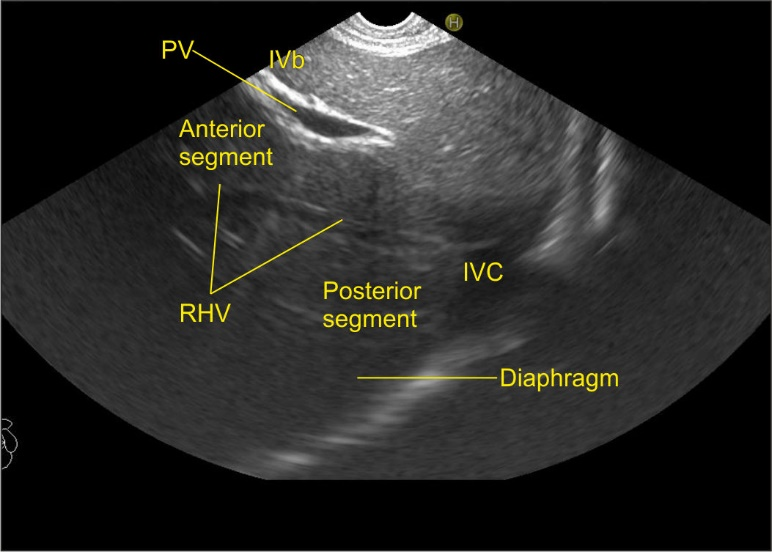 H
PV
IVb
Anterior
segment
IVC
Posterior
segment
RHV
Diaphragm